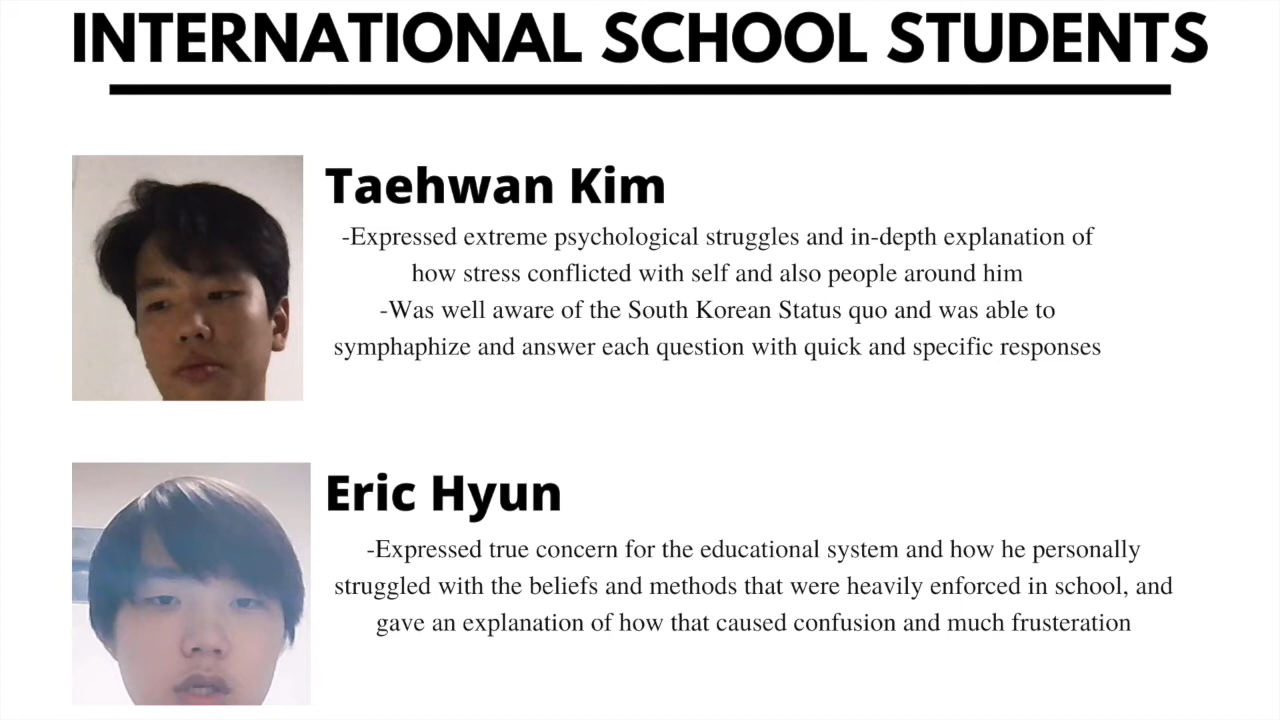 INTERNATIONAL SCHOOL STUDENTS
Taehwan Kim
-Expressed extreme psychological struggles and in-depth explanation of
how stress conflicted with self and also people around him
-Was well aware of the South Korean Status quo and was able to
symphaphize and answer each question with quick and specific responses
Eric Hyun
-Expressed true concern for the educational system and how he personally
struggled with the beliefs and methods that were heavily enforced in school, and
gave an explanation of how that caused confusion and much frusteration